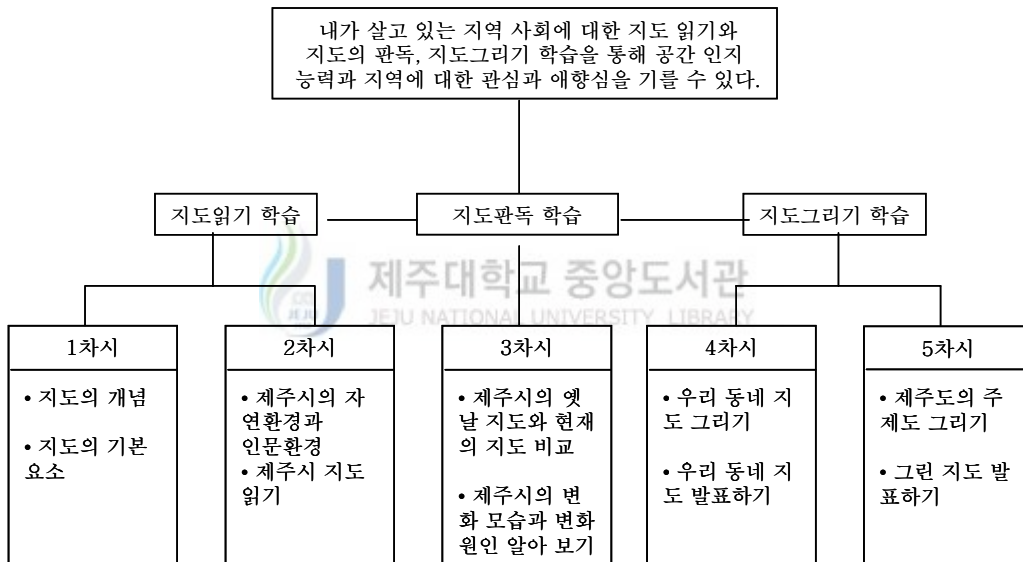 내가 살고 있는 지역 사회에 대한 지도 읽기와
지도의 판독, 지도그리기 학습을 통해 공간 인지
능력과 지역에 대한 관심과 애향심을 기를 수 있다.
지도읽기 학습
지도판독 학습
지도그리기 학습
제주대학교 중앙도서관
JEJU NATIONAL UNIVERSITY LIBRARY
JEJU
1차시
• 지도의 개념
• 지도의 기본
요소
2차시
• 제주시의 자
연환경과
인문환경
• 제주시 지도
읽기
3차시
• 제주시의 옛
날 지도와 현재
의 지도 비교
• 제주시의 변
화 모습과 변화
원인 알아 보기
4차시
• 우리 동네 지
도 그리기
• 우리 동네 지
도 발표하기
5차시
• 제주도의 주
제도 그리기
• 그린 지도 발
표하기